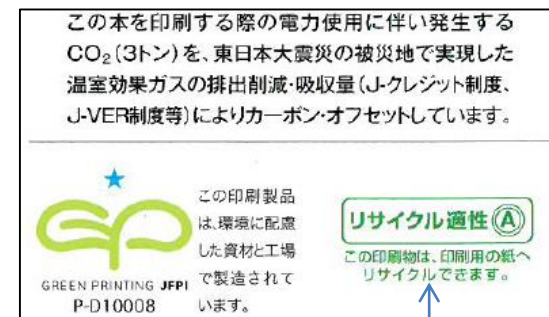 この本を印刷する際の電力使用に伴い発生する
CO₂(3トン)を、東日本大震災の被災地で実現した
温室効果ガスの排出削減・吸収量(J-クレジット制度、
J-VER制度等)によりカーボン・オフセットしています。
GREEN PRINTING JFPI
P-D10008
この印刷製品
は、環境に配慮
した資材と工場
で製造されて
います。
リサイクル適性Ⓐ
この印刷物は、印刷用の紙へ
リサイクルできます。